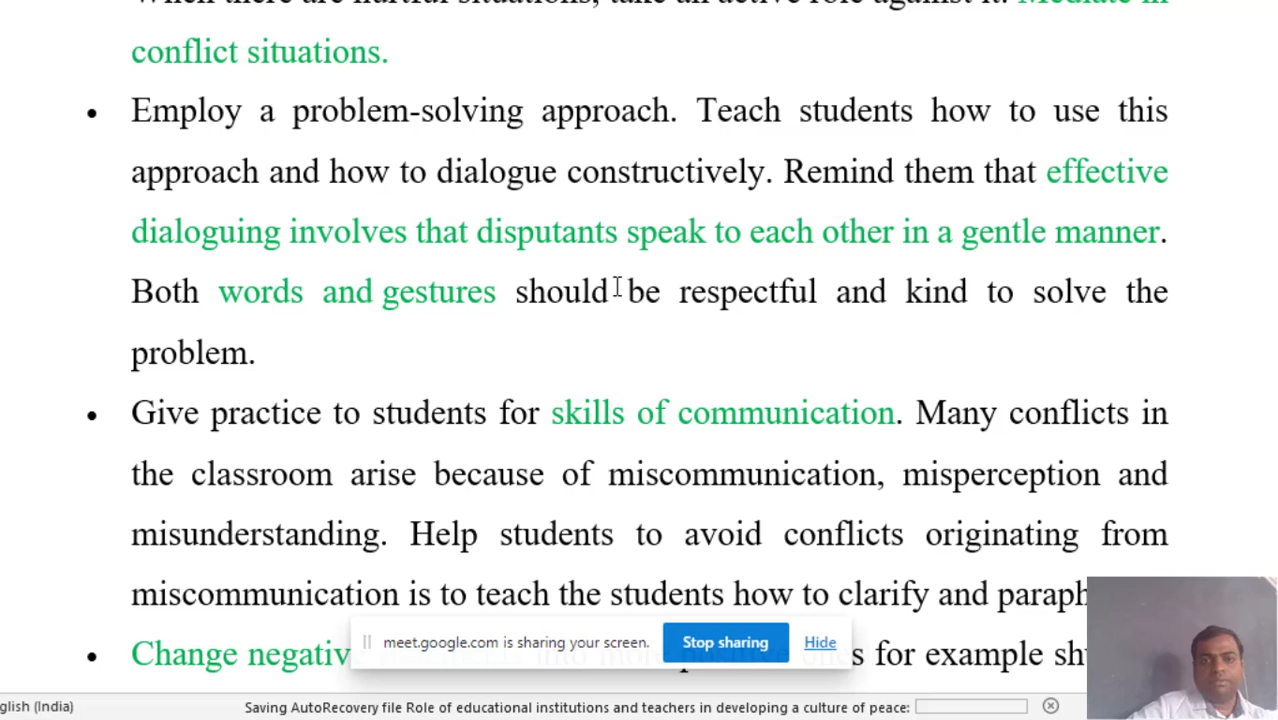 conflict situations.
• Employ a problem-solving approach. Teach students how to use this
approach and how to dialogue constructively. Remind them that effective
dialoguing involves that disputants speak to each other in a gentle manner.
Both words and gestures should be respectful and kind to solve the
problem.
• Give practice to students for skills of communication. Many conflicts in
the classroom arise because of miscommunication, misperception and
misunderstanding. Help students to avoid conflicts originating from
miscommunication is to teach the students how to clarify and paraph
meet.google.com is sharing your screen. Stop sharing Hide
• Change negativ for example
glish (India) Saving AutoRecovery file Role of educational institutions and teachers in developing a culture of peace: